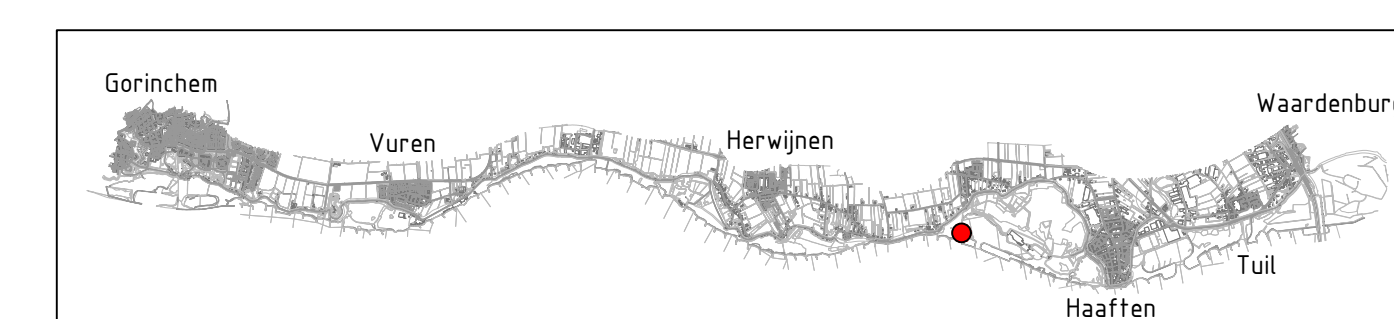 Gorinchem
Vuren
Herwijnen
Waardenburg
Tuil
Haaften